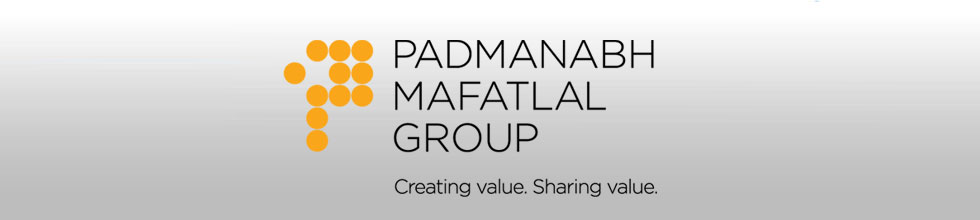 PADMANABH
MAFATLAL
GROUP
Creating value. Sharing value.